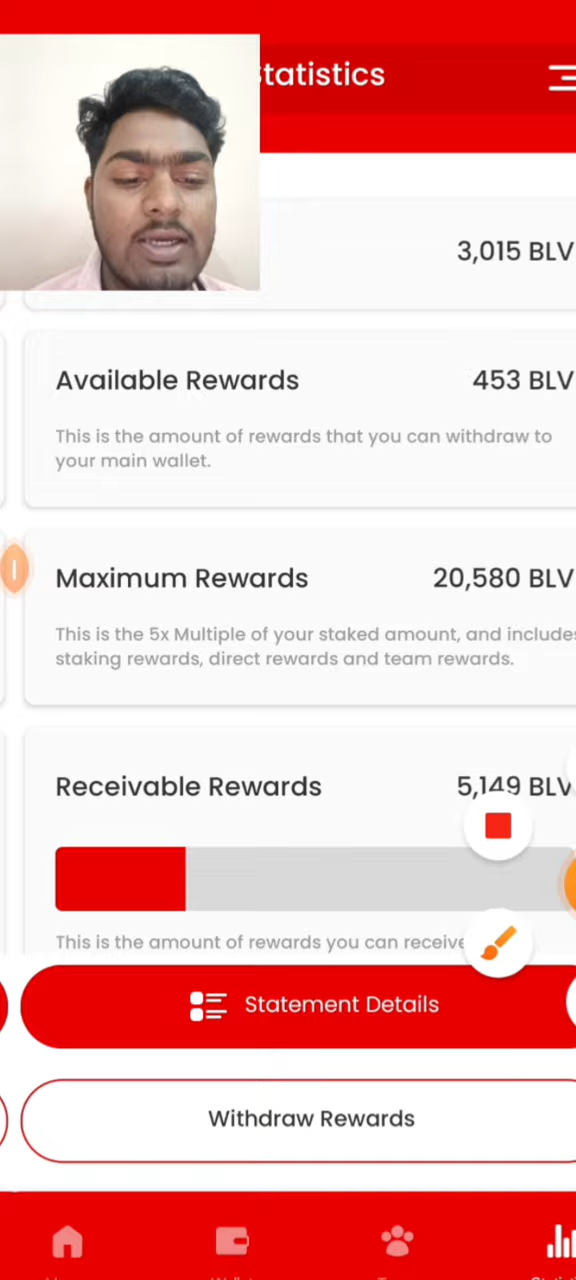 Statistics
3,015 BLV
Available Rewards 453 BLV
This is the amount of rewards that you can withdraw to
your main wallet.
Maximum Rewards 20,580 BLV
This is the 5x Multiple of your staked amount, and includes
staking rewards, direct rewards and team rewards.
Receivable Rewards 5,149 BLV
This is the amount of rewards you can receive
Statement Details
Withdraw Rewards